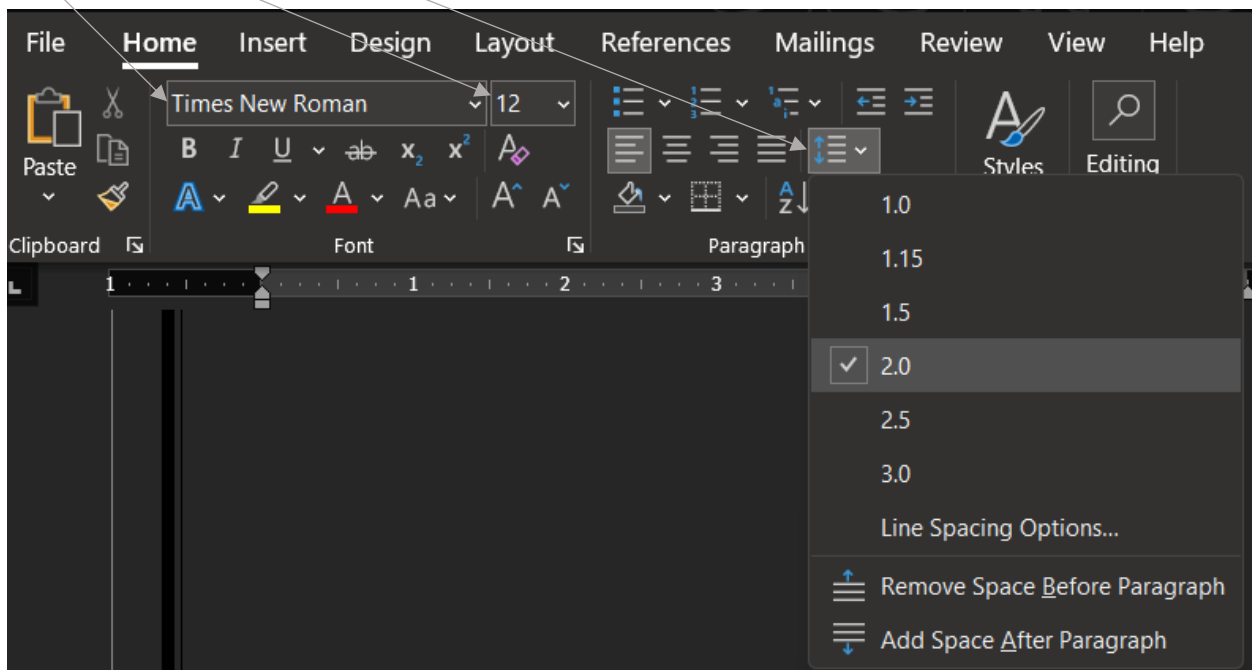 File Home Insert Design Layout References Mailings Review View Help
Times New Roman 12
Paste B I U ab x₂ x² A
A A Aa A A A Z
Styles Editing
Clipboard Font Paragraph
L 1 1 2 3
1.0
1.15
1.5
2.0
2.5
3.0
Line Spacing Options...
Remove Space Before Paragraph
Add Space After Paragraph